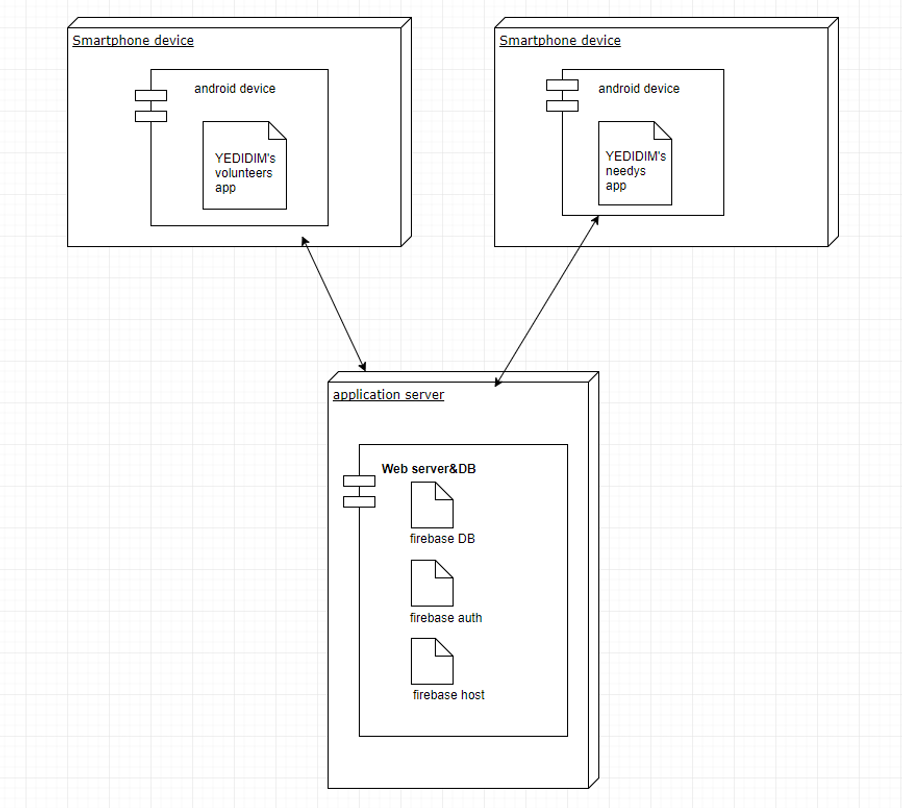 Smartphone device
android device
YEDIDIM's
volunteers
app
Smartphone device
android device
YEDIDIM's
needys
app
application server
Web server&DB
firebase DB
firebase auth
firebase host